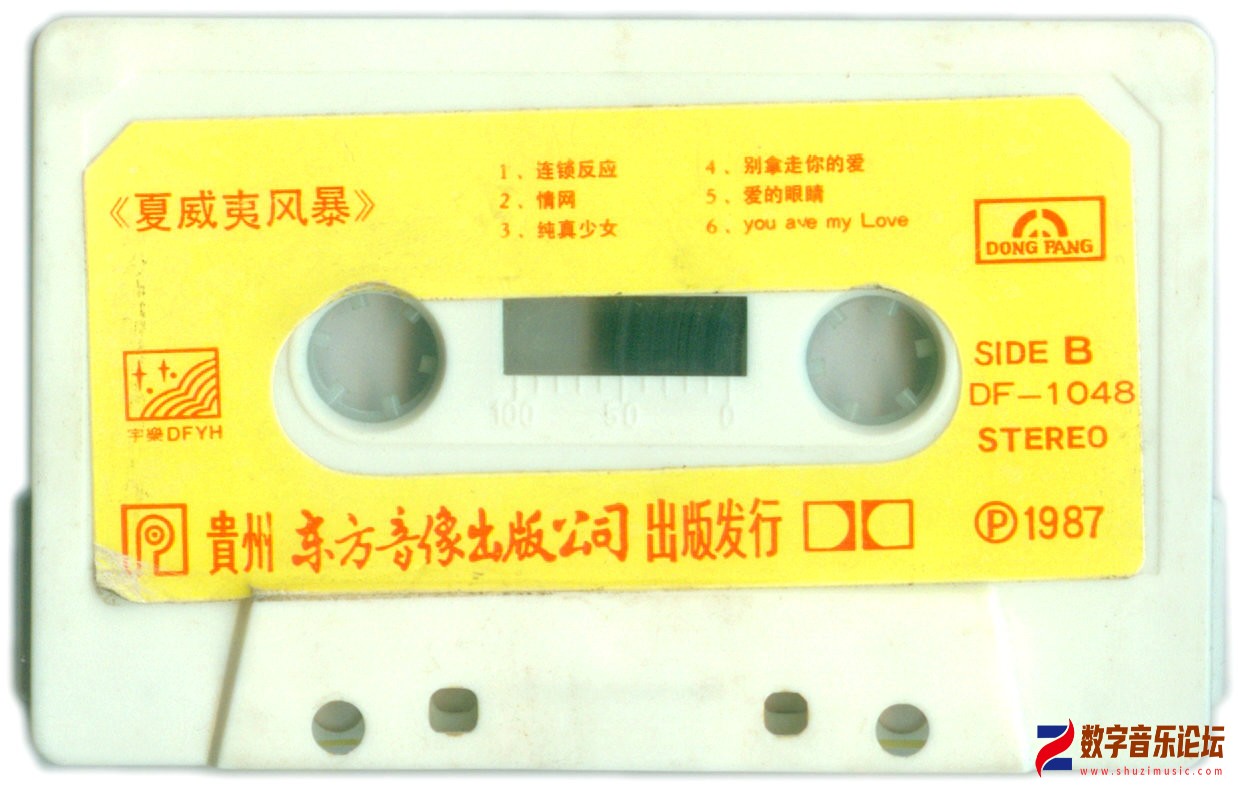 《夏威夷风暴》
1、连锁反应
2、情网
3、纯真少女
4、别拿走你的爱
5、爱的眼睛
6、you ave my Love
DONG FANG
SIDE B
DF-1048
STEREO
宇樂DFYH
100 50 0
貴州 东方音像出版公司 出版发行
Ⓟ1987
数字音乐论坛
www.shuzimusic.com